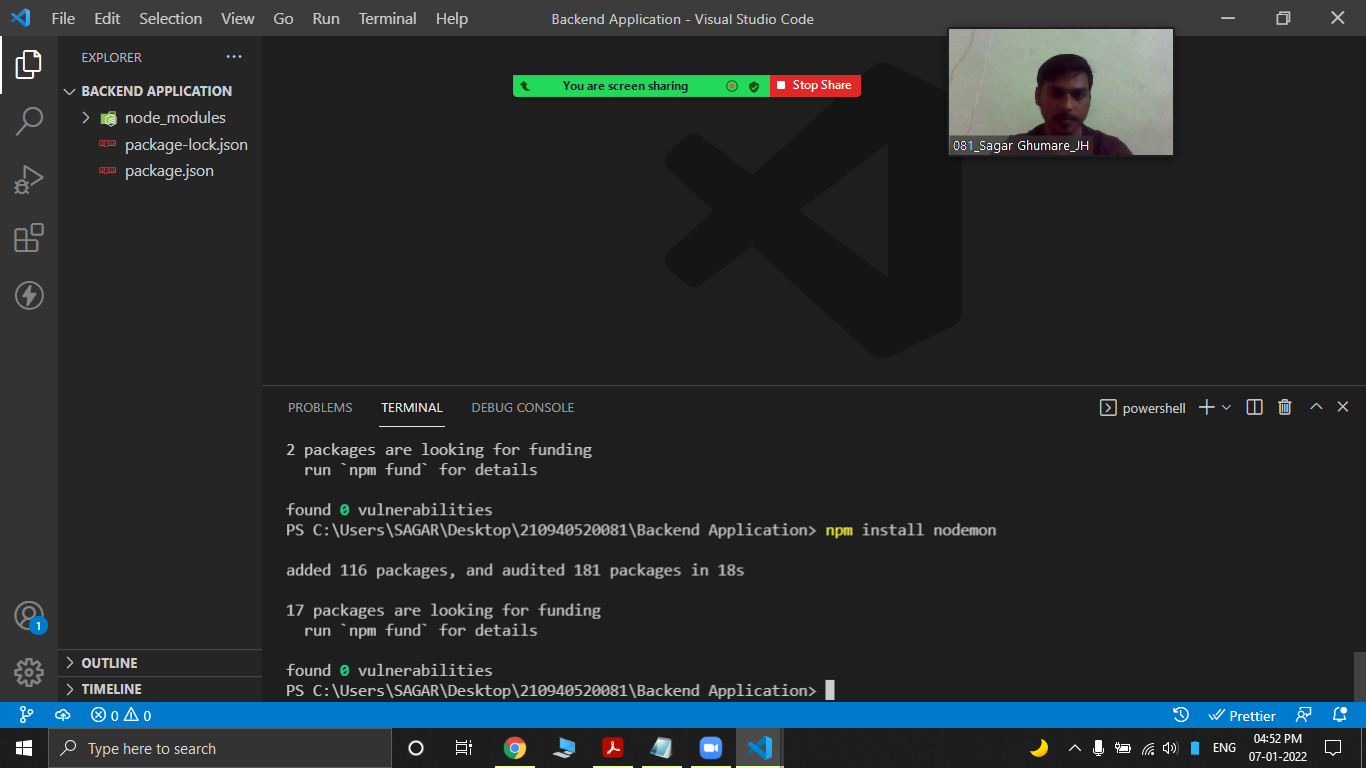 File Edit Selection View Go Run Terminal Help
Backend Application - Visual Studio Code
EXPLORER
BACKEND APPLICATION
node_modules
package-lock.json
package.json
You are screen sharing
Stop Share
081_Sagar Ghumare_JH
PROBLEMS TERMINAL DEBUG CONSOLE
powershell
2 packages are looking for funding
run `npm fund` for details
found 0 vulnerabilities
PS C:\Users\SAGAR\Desktop\210940520081\Backend Application> npm install nodemon
added 116 packages, and audited 181 packages in 18s
17 packages are looking for funding
run `npm fund` for details
found 0 vulnerabilities
PS C:\Users\SAGAR\Desktop\210940520081\Backend Application>
1
OUTLINE
TIMELINE
0 0
Prettier
Type here to search
ENG
04:52 PM
07-01-2022